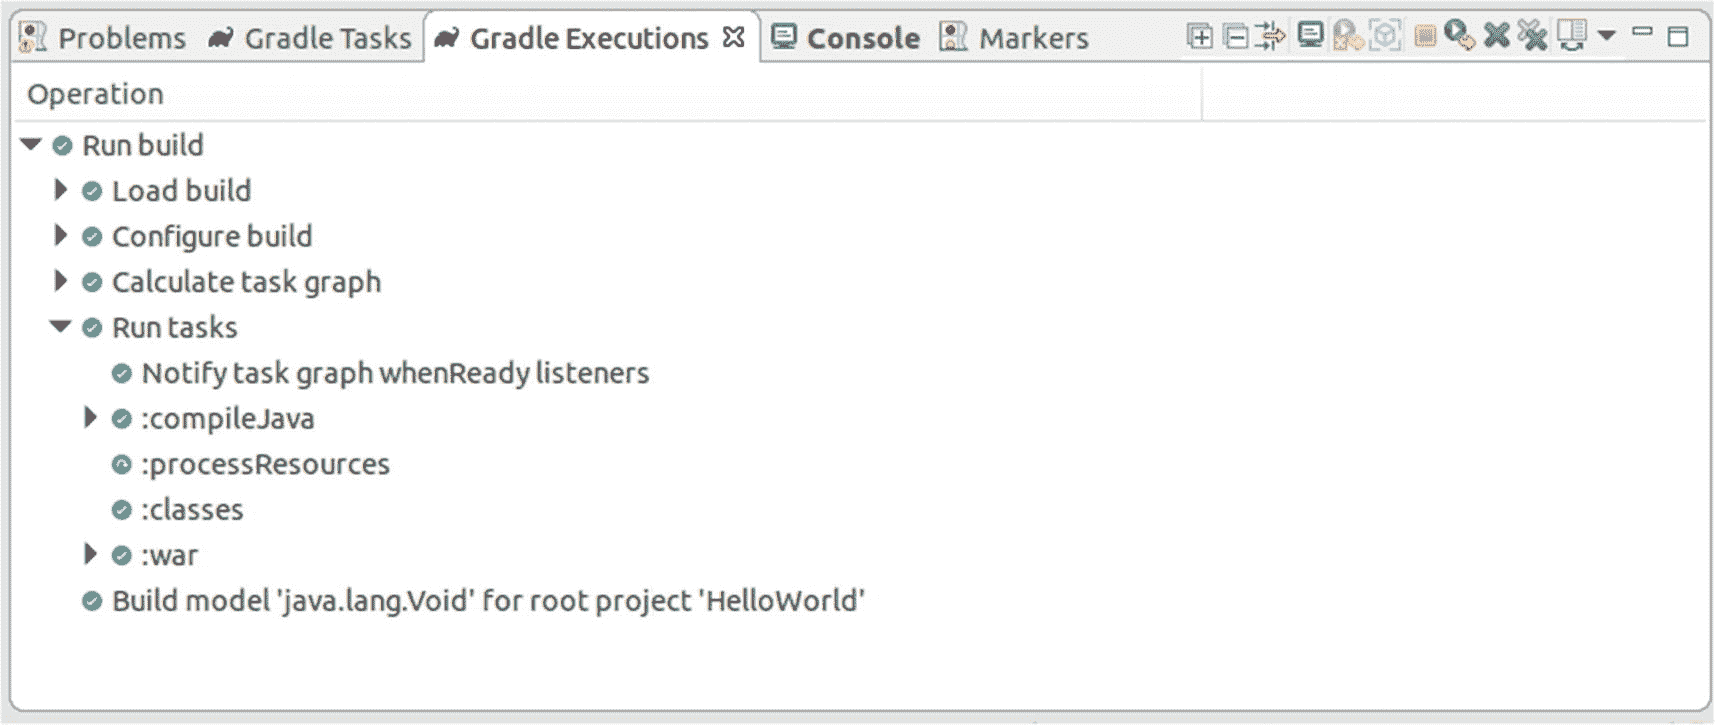 Problems Gradle Tasks Gradle Executions Console Markers
Operation
Run build
Load build
Configure build
Calculate task graph
Run tasks
Notify task graph whenReady listeners
:compileJava
:processResources
:classes
:war
Build model 'java.lang.Void' for root project 'HelloWorld'